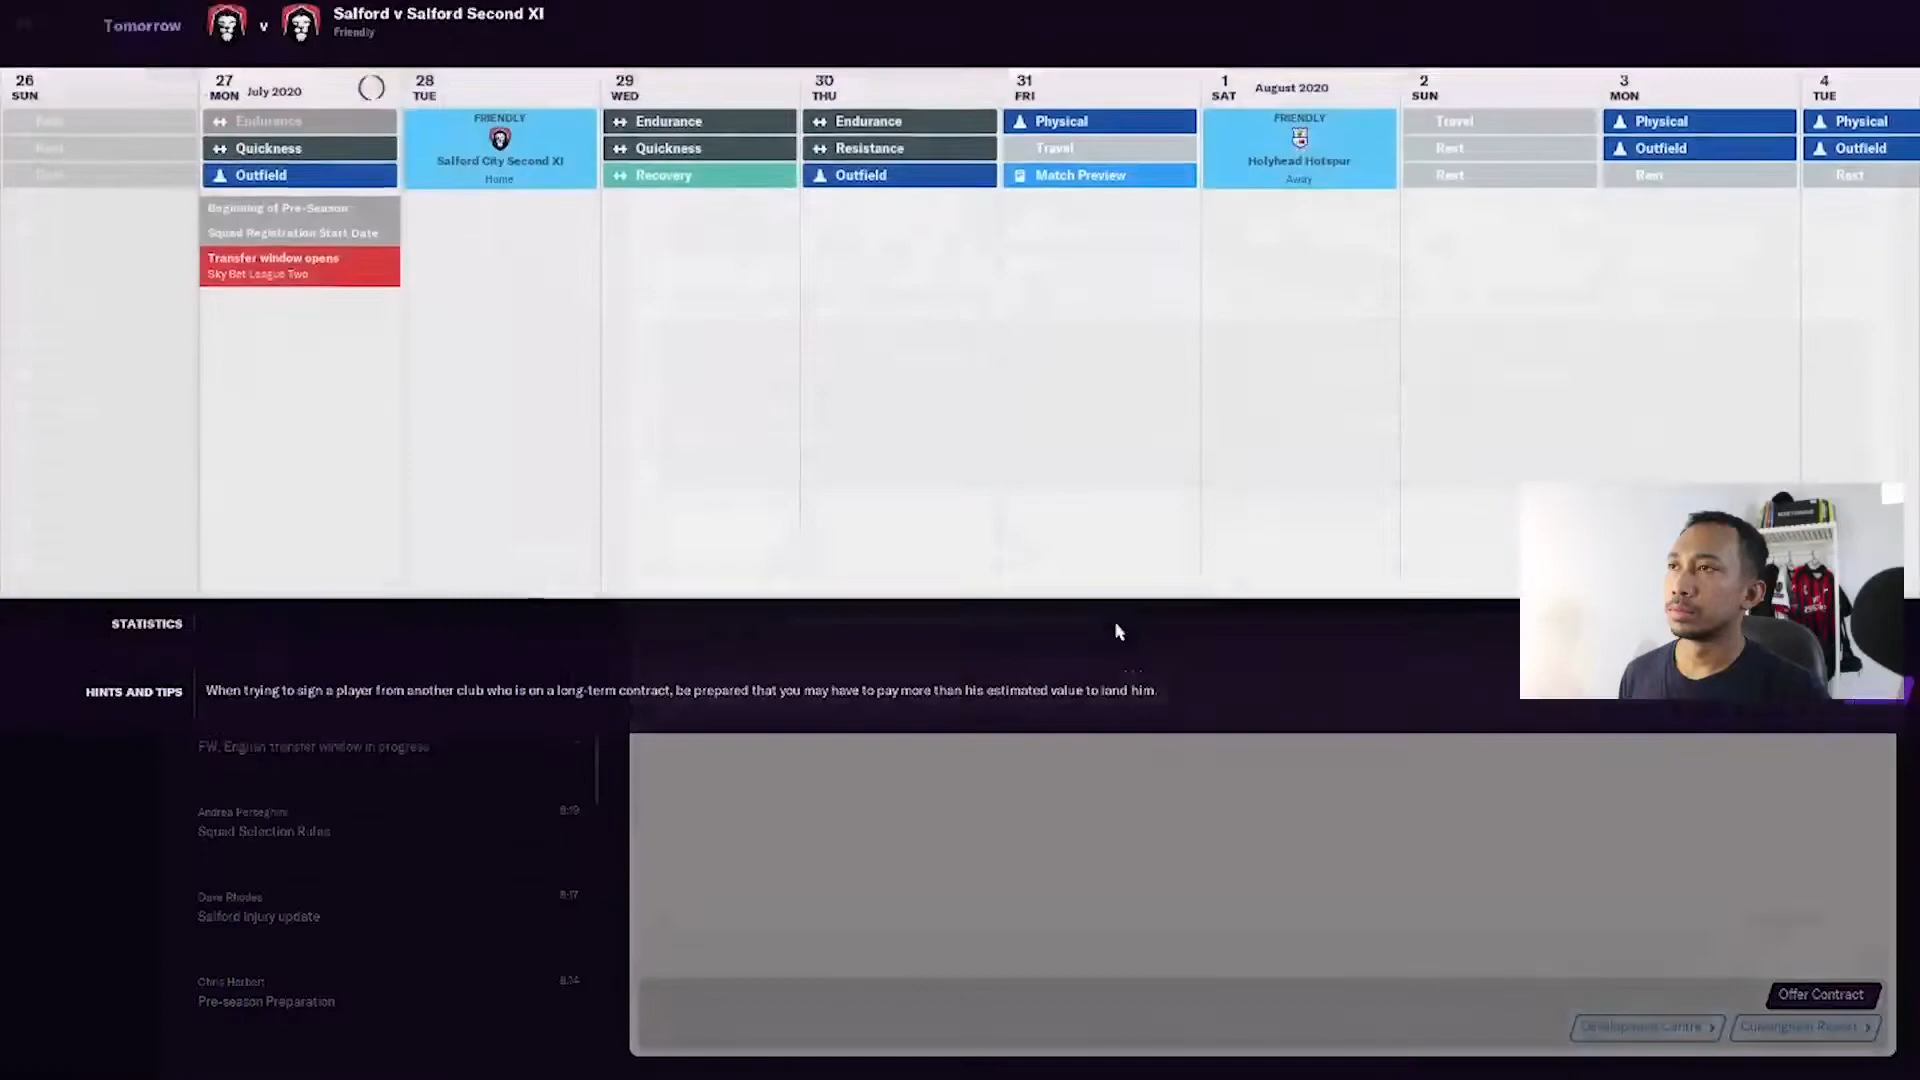 Tomorrow
v
Salford v Salford Second XI
Friendly
26
SUN
Rest
Rest
27
MON July 2020
Endurance
Quickness
Outfield
Beginning of Pre-Season
Squad Registration Start Date
Transfer window opens
Sky Bet League Two
28
TUE
FRIENDLY
Salford City Second XI
Home
29
WED
Endurance
Quickness
Recovery
30
THU
Endurance
Resistance
Outfield
31
FRI
Physical
Travel
Match Preview
1
SAT August 2020
FRIENDLY
Holyhead Hotspur
Away
2
SUN
Travel
Rest
Rest
3
MON
Physical
Outfield
Rest
4
TUE
Physical
Outfield
Rest
STATISTICS
HINTS AND TIPS
When trying to sign a player from another club who is on a long-term contract, be prepared that you may have to pay more than his estimated value to land him.
FW: English transfer window in progress
Andrea Perseghini
Squad Selection Rules
Dave Rhodes
8:17
Salford injury update
Chris Herbert
Pre-season Preparation
Offer Contract
Development Centre